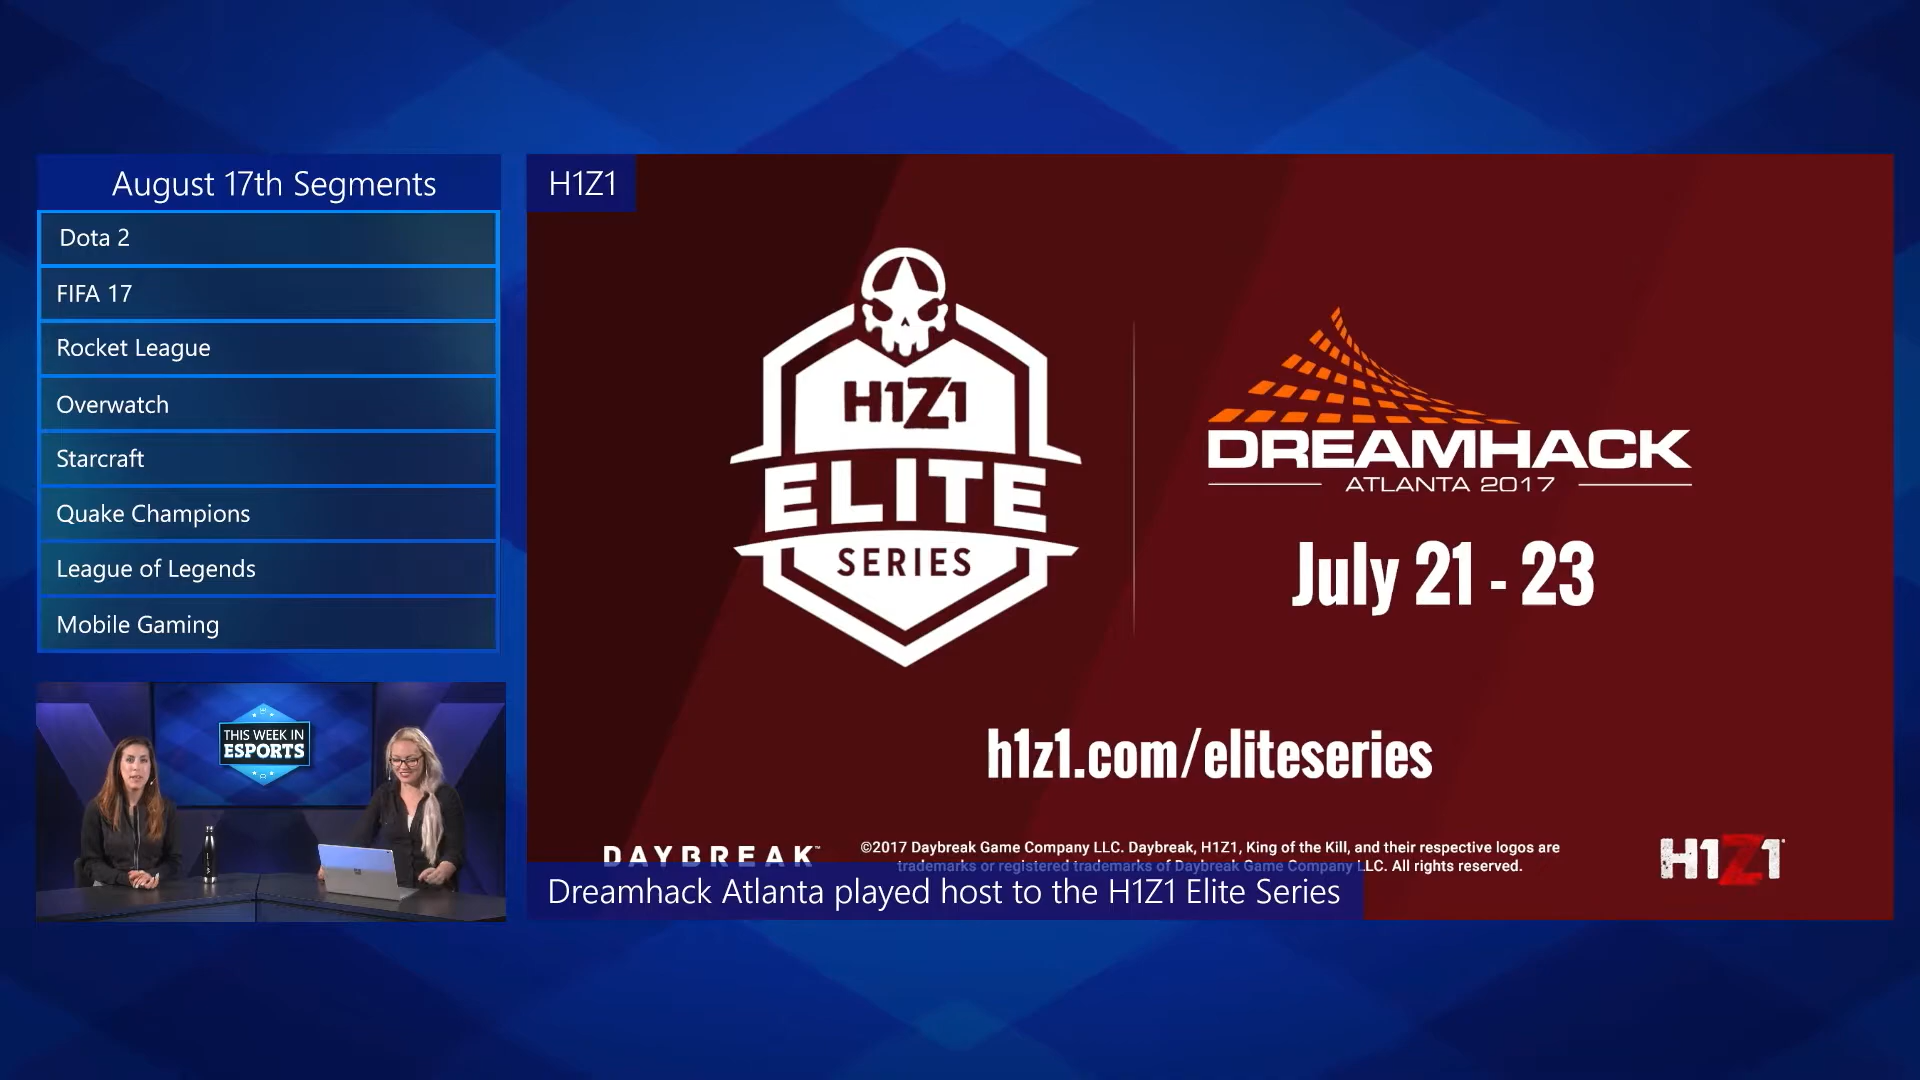 August 17th Segments
Dota 2
FIFA 17
Rocket League
Overwatch
Starcraft
Quake Champions
League of Legends
Mobile Gaming
THIS WEEK IN
ESPORTS
H1Z1
H1Z1
ELITE
SERIES
DREAMHACK
ATLANTA 2017
July 21 - 23
h1z1.com/eliteseries
DAYBREAK™
©2017 Daybreak Game Company LLC. Daybreak, H1Z1, King of the Kill, and their respective logos are
trademarks or registered trademarks of Daybreak Game Company LLC. All rights reserved.
H1Z1
Dreamhack Atlanta played host to the H1Z1 Elite Series